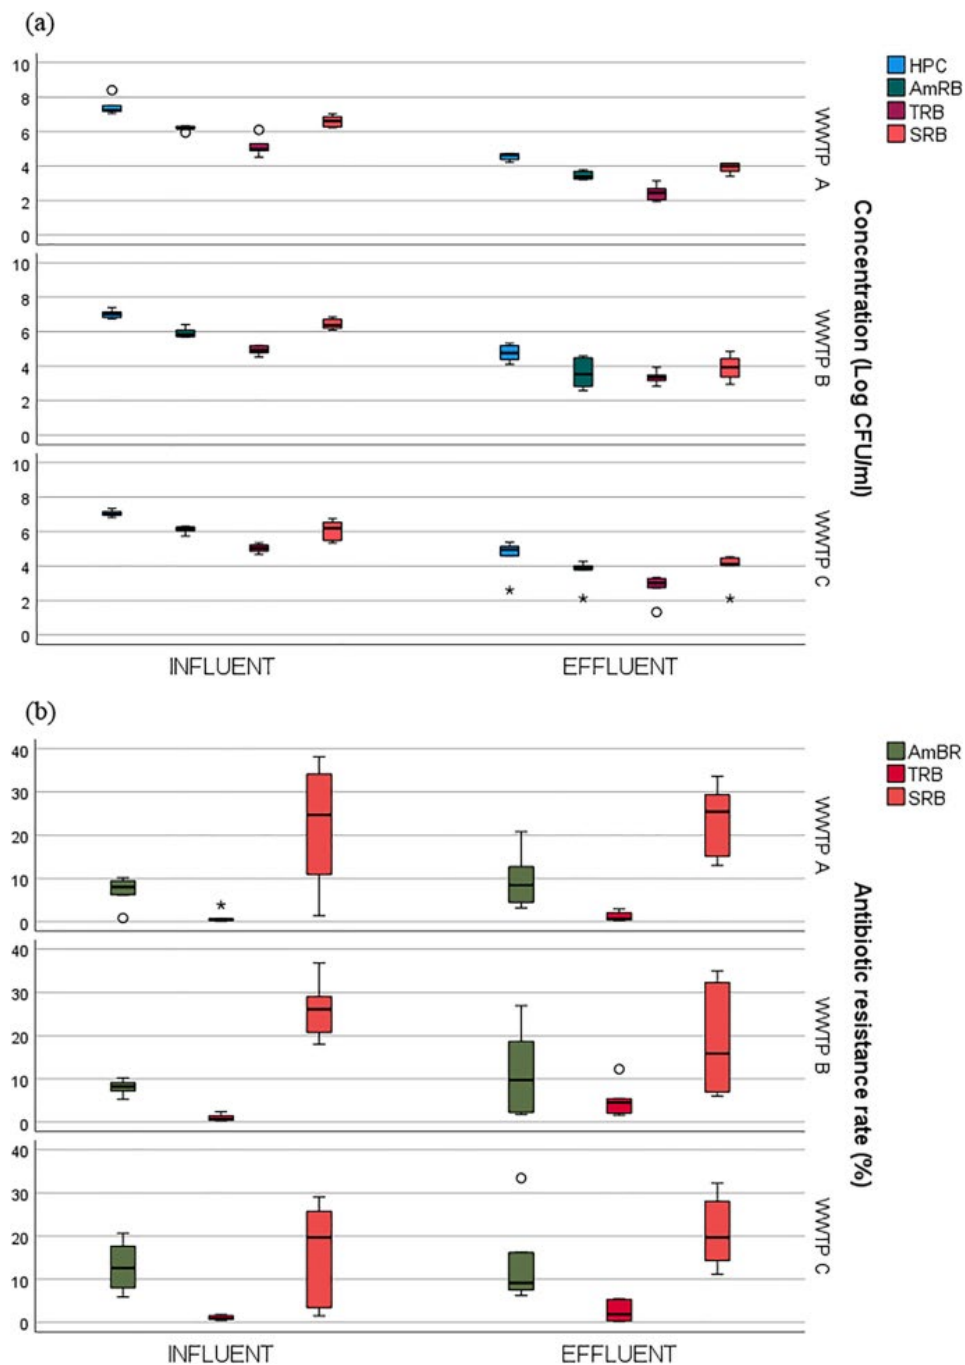 (a)
HPC
AmRB
TRB
SRB
10
8
6
4
2
0
WWTP A
10
8
6
4
2
0
WWTP B
10
8
6
4
2
0
WWTP C
Concentration (Log CFU/ml)
INFLUENT EFFLUENT
(b)
AmBR
TRB
SRB
40
30
20
10
0
WWTP A
40
30
20
10
0
WWTP B
40
30
20
10
0
WWTP C
Antibiotic resistance rate (%)
INFLUENT EFFLUENT